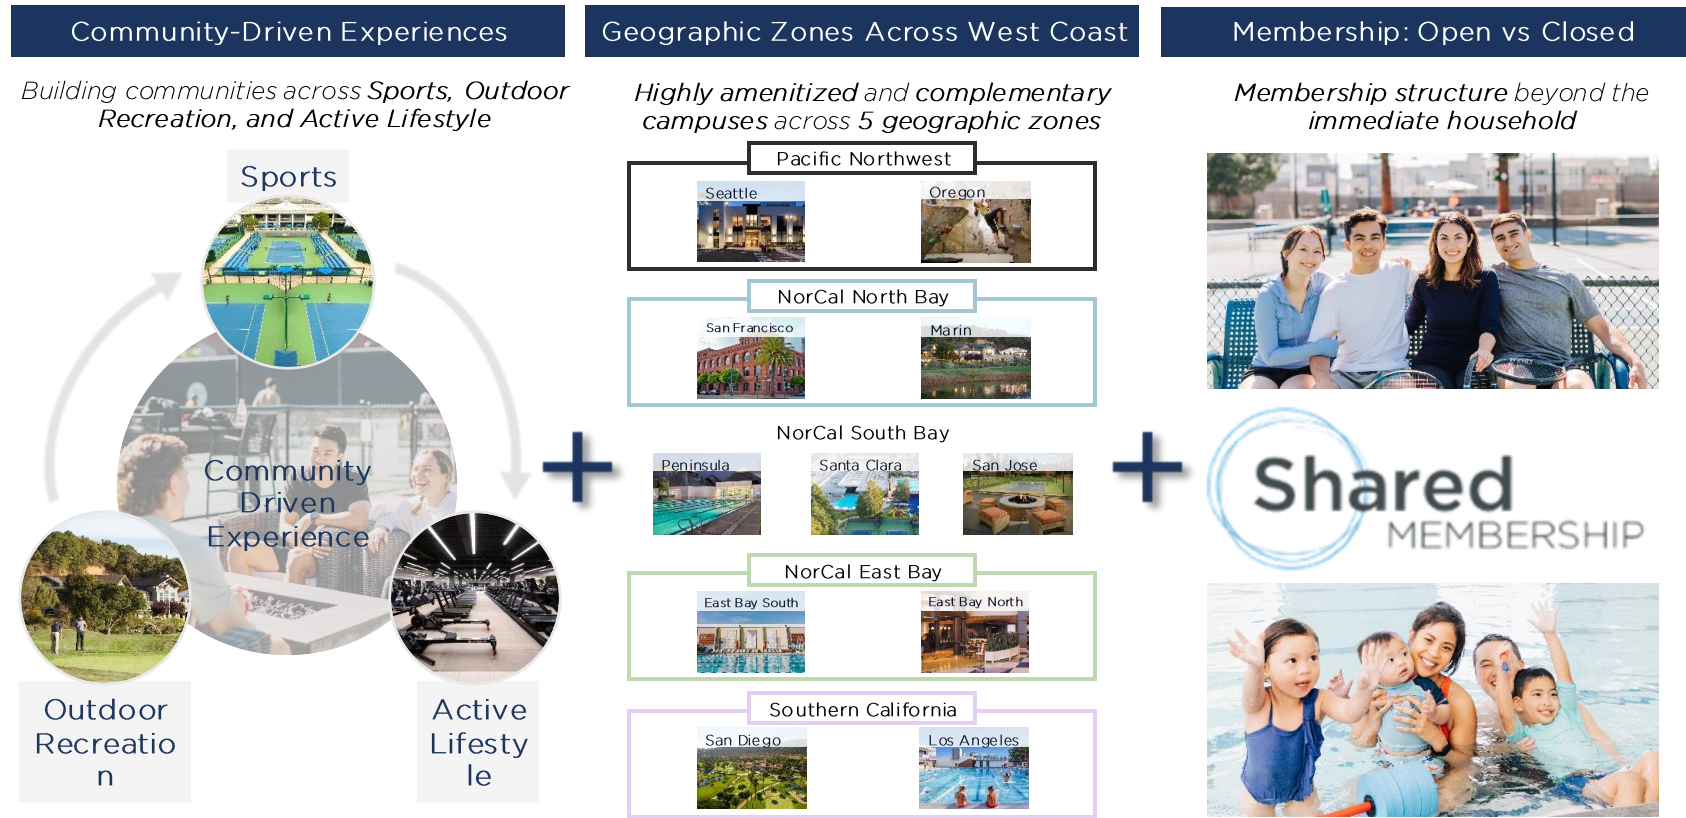 Community-Driven Experiences
Building communities across Sports, Outdoor
Recreation, and Active Lifestyle
Sports
Community
Driven
Experience
Outdoor
Recreatio
n
Active
Lifesty
le
Geographic Zones Across West Coast
Highly amenitized and complementary
campuses across 5 geographic zones
Pacific Northwest
Seattle
Oregon
NorCal North Bay
San Francisco
Marin
NorCal South Bay
Peninsula
Santa Clara
San Jose
NorCal East Bay
East Bay South
East Bay North
Southern California
San Diego
Los Angeles
Membership: Open vs Closed
Membership structure beyond the
immediate household
Shared
MEMBERSHIP